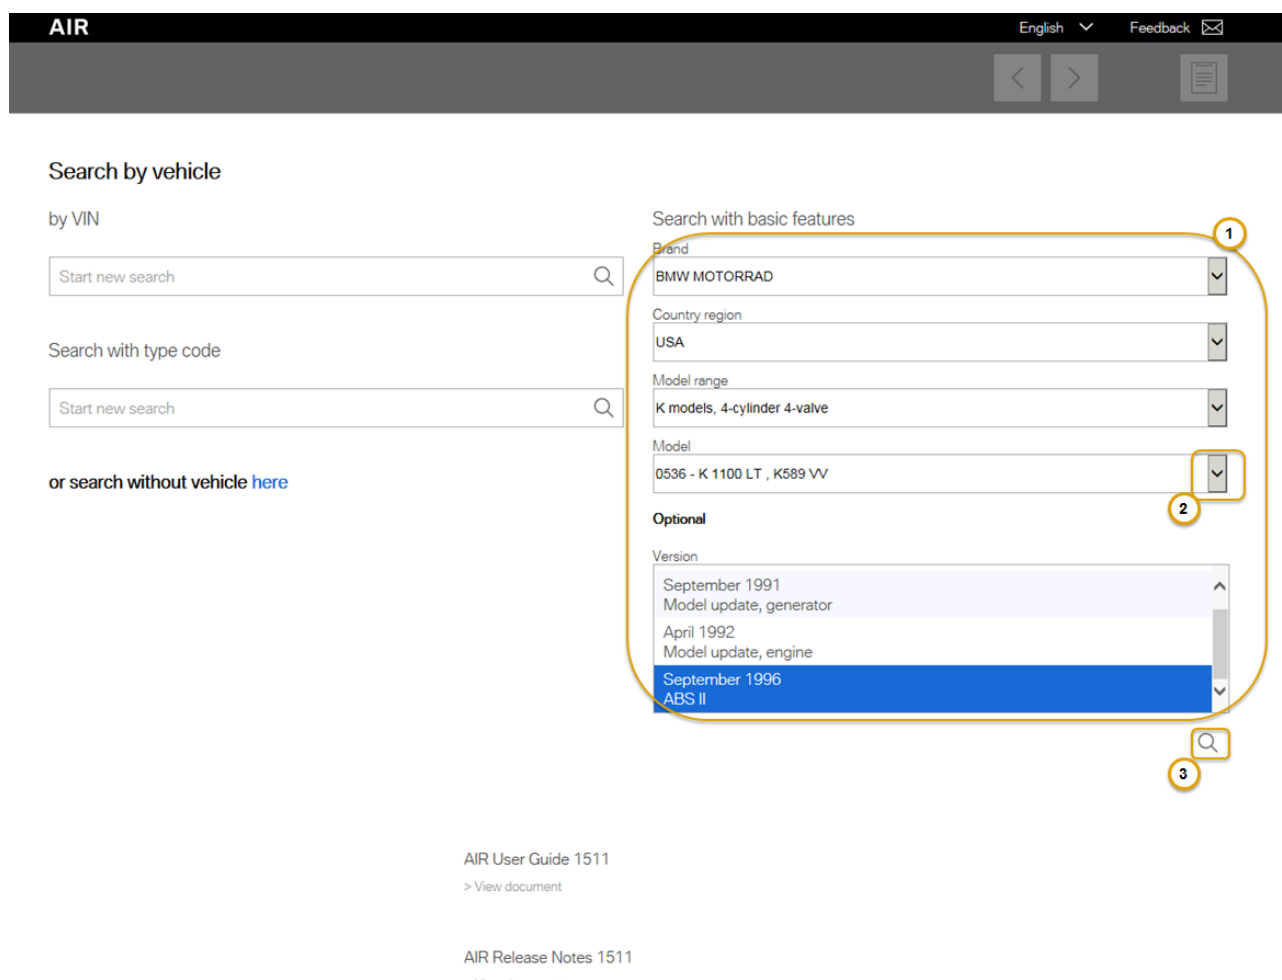 AIR
English
Feedback
Search by vehicle
by VIN
Start new search
Search with type code
Start new search
or search without vehicle here
Search with basic features
1
Brand
BMW MOTORRAD
Country region
USA
Model range
K models, 4-cylinder 4-valve
Model
0536 - K 1100 LT , K589 VV
2
Optional
Version
September 1991
Model update, generator
April 1992
Model update, engine
September 1996
ABS II
3
AIR User Guide 1511
> View document
AIR Release Notes 1511